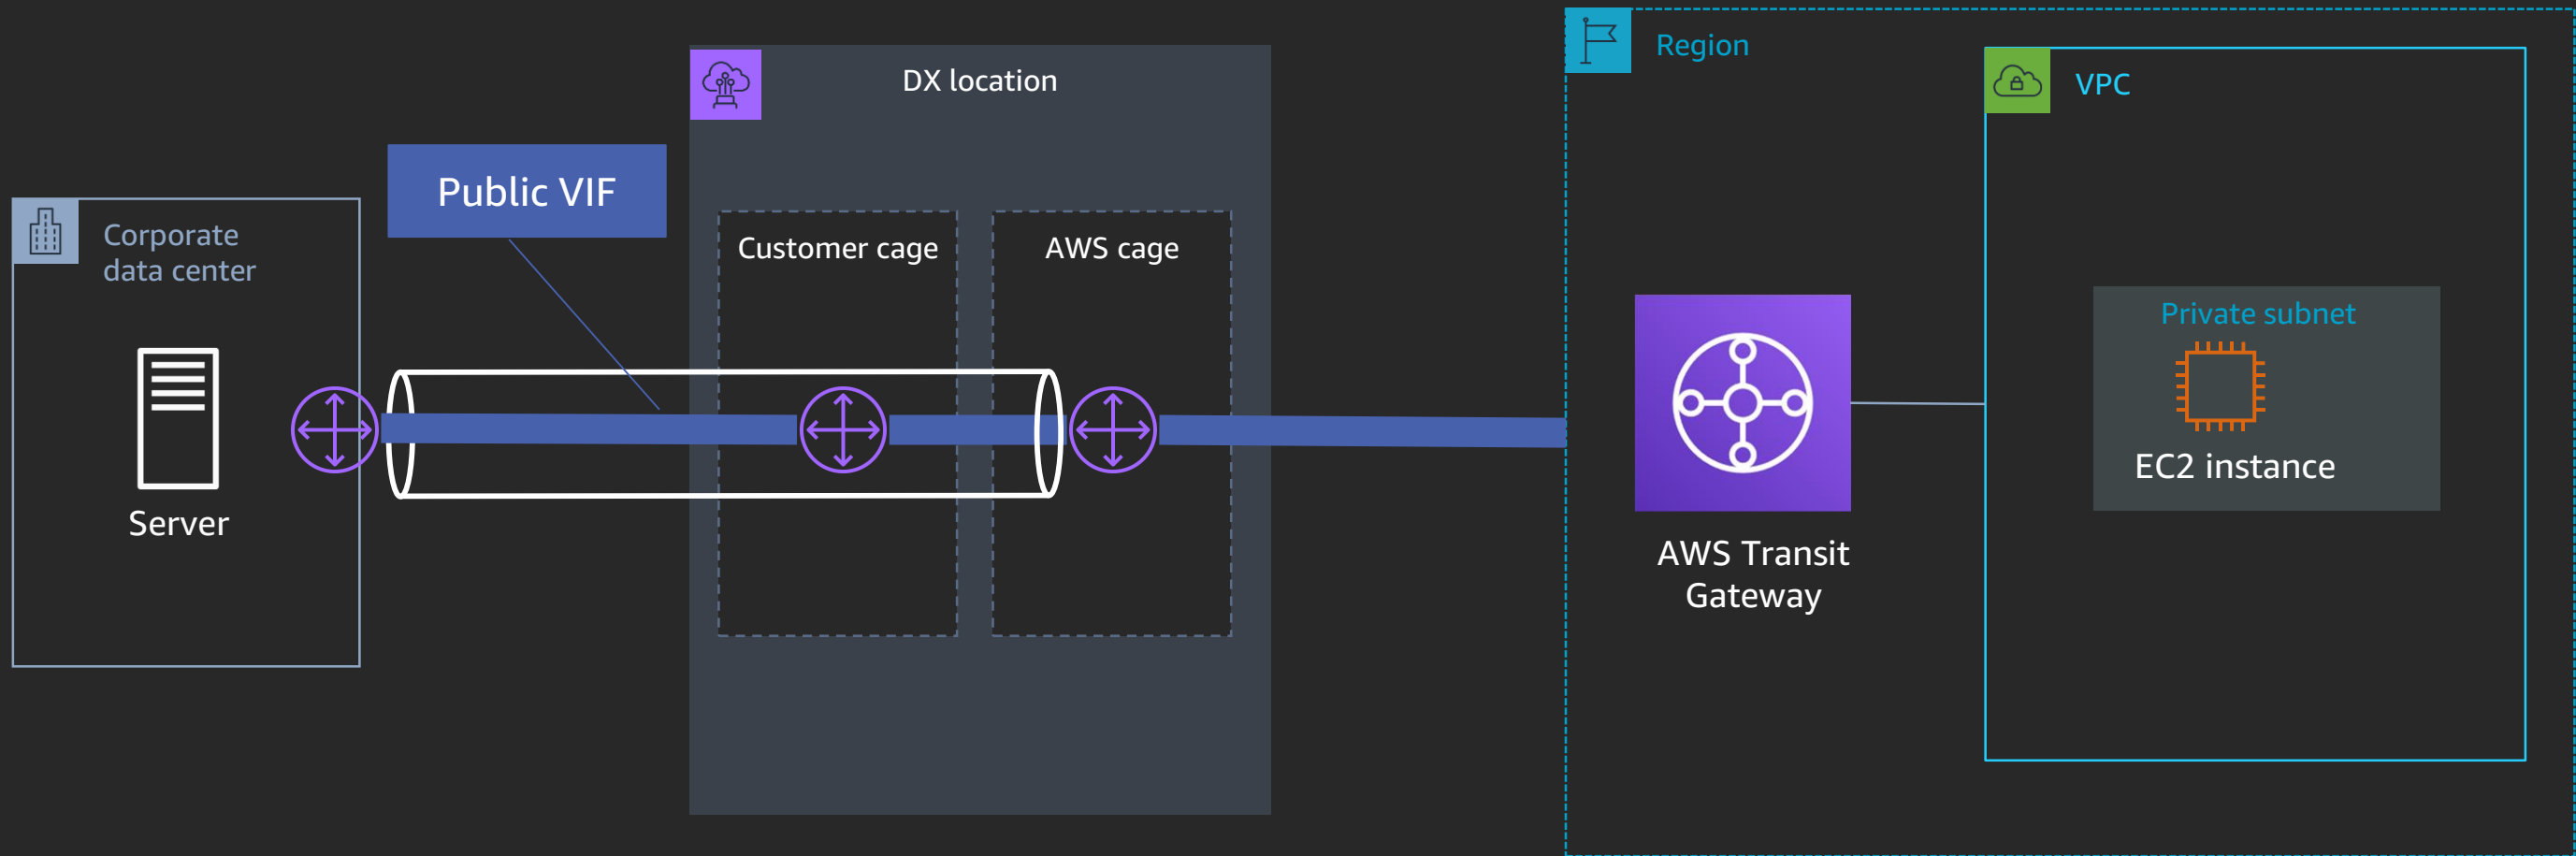 Corporate
data center
Server
Public VIF
DX location
Customer cage
AWS cage
Region
AWS Transit
Gateway
VPC
Private subnet
EC2 instance